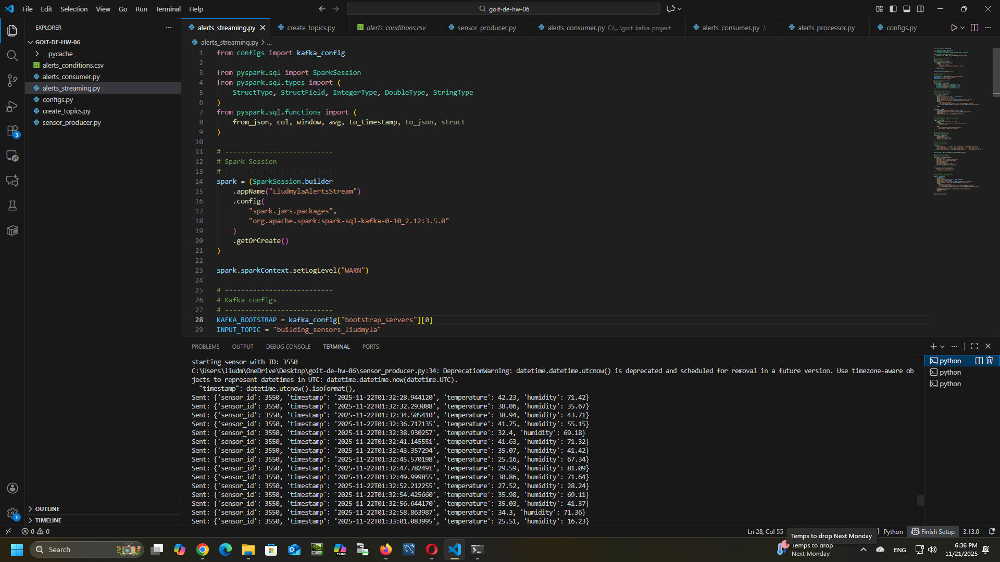 File Edit Selection View Go Run Terminal Help
goit-de-hw-06
EXPLORER
GOIT-DE-HW-06
__pycache__
alerts_conditions.csv
alerts_consumer.py
alerts_streaming.py
configs.py
create_topics.py
sensor_producer.py
OUTLINE
TIMELINE
3
1
alerts_streaming.py create_topics.py alerts_conditions.csv sensor_producer.py alerts_consumer.py C:\...\goit_kafka_project alerts_consumer.py .\ alerts_processor.py configs.py
alerts_streaming.py > ...
1 from configs import kafka_config
2
3 from pyspark.sql import SparkSession
4 from pyspark.sql.types import (
5 StructType, StructField, IntegerType, DoubleType, StringType
6 )
7 from pyspark.sql.functions import (
8 from_json, col, window, avg, to_timestamp, to_json, struct
9 )
10
11 # ---------------------------
12 # Spark Session
13 # ---------------------------
14 spark = (SparkSession.builder
15 .appName("LiudmylaAlertsStream")
16 .config(
17 "spark.jars.packages",
18 "org.apache.spark:spark-sql-kafka-0-10_2.12:3.5.0"
19 )
20 .getOrCreate()
21 )
22
23 spark.sparkContext.setLogLevel("WARN")
24
25 # ---------------------------
26 # Kafka configs
27 # ---------------------------
28 KAFKA_BOOTSTRAP = kafka_config["bootstrap_servers"][0]
29 INPUT_TOPIC = "building_sensors_liudmyla"
PROBLEMS OUTPUT DEBUG CONSOLE TERMINAL PORTS
python
python
python
starting sensor with ID: 3550
C:\Users\liudm\OneDrive\Desktop\goit-de-hw-06\sensor_producer.py:34: DeprecationWarning: datetime.datetime.utcnow() is deprecated and scheduled for removal in a future version. Use timezone-aware ob
jects to represent datetimes in UTC: datetime.datetime.now(datetime.UTC).
"timestamp": datetime.utcnow().isoformat(),
Sent: {'sensor_id': 3550, 'timestamp': '2025-11-22T01:32:28.944120', 'temperature': 42.23, 'humidity': 71.42}
Sent: {'sensor_id': 3550, 'timestamp': '2025-11-22T01:32:32.293088', 'temperature': 38.06, 'humidity': 35.67}
Sent: {'sensor_id': 3550, 'timestamp': '2025-11-22T01:32:34.505410', 'temperature': 38.94, 'humidity': 43.71}
Sent: {'sensor_id': 3550, 'timestamp': '2025-11-22T01:32:36.717135', 'temperature': 41.75, 'humidity': 55.15}
Sent: {'sensor_id': 3550, 'timestamp': '2025-11-22T01:32:38.930257', 'temperature': 32.4, 'humidity': 69.18}
Sent: {'sensor_id': 3550, 'timestamp': '2025-11-22T01:32:41.145551', 'temperature': 41.63, 'humidity': 71.32}
Sent: {'sensor_id': 3550, 'timestamp': '2025-11-22T01:32:43.357294', 'temperature': 35.07, 'humidity': 41.42}
Sent: {'sensor_id': 3550, 'timestamp': '2025-11-22T01:32:45.570198', 'temperature': 25.16, 'humidity': 67.34}
Sent: {'sensor_id': 3550, 'timestamp': '2025-11-22T01:32:47.782491', 'temperature': 29.59, 'humidity': 81.09}
Sent: {'sensor_id': 3550, 'timestamp': '2025-11-22T01:32:49.999855', 'temperature': 30.86, 'humidity': 71.64}
Sent: {'sensor_id': 3550, 'timestamp': '2025-11-22T01:32:52.212255', 'temperature': 27.52, 'humidity': 28.24}
Sent: {'sensor_id': 3550, 'timestamp': '2025-11-22T01:32:54.425660', 'temperature': 35.98, 'humidity': 69.11}
Sent: {'sensor_id': 3550, 'timestamp': '2025-11-22T01:32:56.644170', 'temperature': 35.03, 'humidity': 41.37}
Sent: {'sensor_id': 3550, 'timestamp': '2025-11-22T01:32:58.863987', 'temperature': 34.3, 'humidity': 71.36}
Sent: {'sensor_id': 3550, 'timestamp': '2025-11-22T01:33:01.083995', 'temperature': 25.51, 'humidity': 16.23}
0 0
Ln 28, Col 55
Python Finish Setup 3.13.0
Temps to drop Next Monday
Search
M365
1
Temps to drop
Next Monday
ENG
6:36 PM
11/21/2025